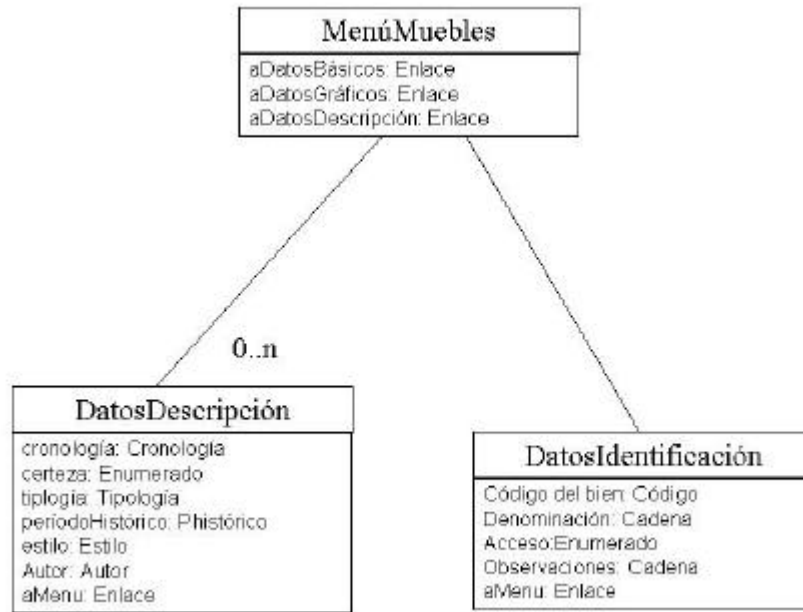 MenúMuebles
aDatosBásicos: Enlace
aDatosGráficos: Enlace
aDatosDescripción: Enlace
0..n
DatosDescripción
cronología: Cronología
certeza: Enumerado
tiplogía: Tipología
períodoHistórico: Phistórico
estilo: Estilo
Autor: Autor
aMenu: Enlace
DatosIdentificación
Código del bien: Código
Denominación: Cadena
Acceso:Enumerado
Observaciones: Cadena
aMenu: Enlace